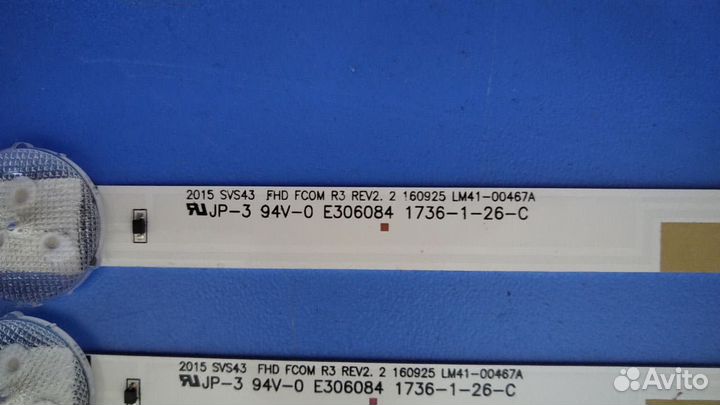 2015 SVS43 FHD FCOM R3 REV2. 2 160925 LM41-00467A
JP-3 94V-0 E306084 1736-1-26-C
2015 SVS43 FHD FCOM R3 REV2. 2 160925 LM41-00467A
JP-3 94V-0 E306084 1736-1-26-C
Avito